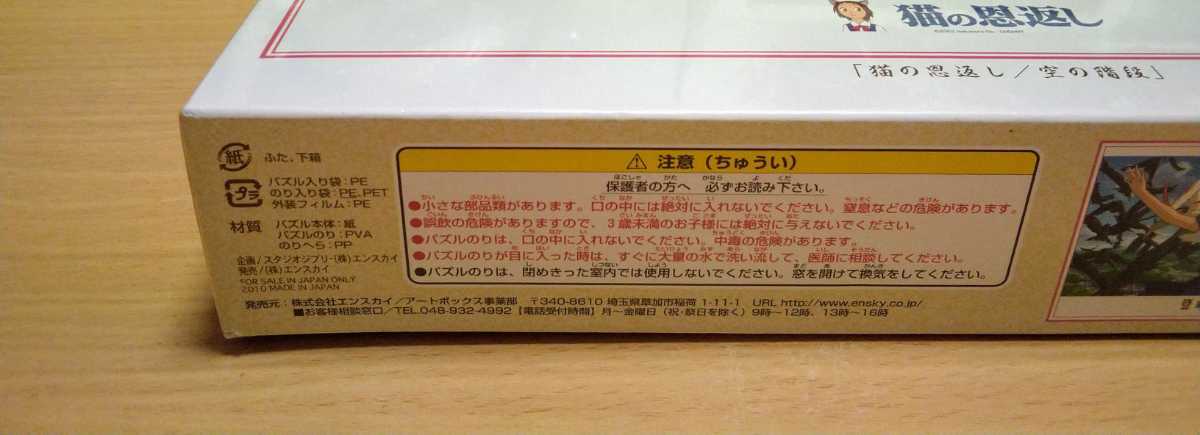 猫の恩返し
「猫の恩返し/空の階段」
紙 ふた、下箱
プラ パズル入り袋:PE
のり入り袋:PE.PET
外装フィルム:PE
材質 パズル本体:紙
パズルのり:PVA
のりへら:PP
企画/スタジオジブリ・(株)エンスカイ
発売/(株)エンスカイ
FOR SALE IN JAPAN ONLY
2010 MADE IN JAPAN
⚠ 注意(ちゅうい)
保護者の方へ 必ずお読み下さい。
●小さな部品類があります。口の中には絶対に入れないでください。窒息などの危険があります。
●誤飲の危険がありますので、3歳未満のお子様には絶対に与えないでください。
●パズルのりは、口の中に入れないでください。中毒の危険があります。
●パズルのりが目に入った時は、すぐに大量の水で洗い流して、医師に相談してください。
●パズルのりは、閉めきった室内では使用しないでください。窓を開けて換気をしてください。
発売元:株式会社エンスカイ/アートボックス事業部 〒340-8610 埼玉県草加市稲荷 1-11-1 URL http://www.ensky.co.jp/
■お客様相談窓口/TEL.048-932-4992【電話受付時間】月〜金曜日(祝・祭日を除く)9時〜12時、13時〜16時